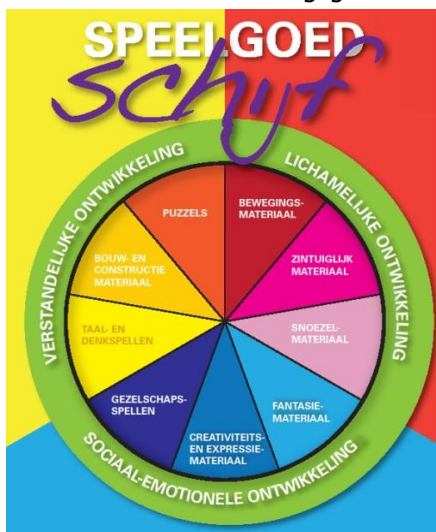 SPEELGOED
schijf
VERSTANDELIJKE ONTWIKKELING
LICHAMELIJKE ONTWIKKELING
SOCIAAL-EMOTIONELE ONTWIKKELING
PUZZELS
BEWEGINGS-
MATERIAAL
BOUW- EN
CONSTRUCTIE
MATERIAAL
ZINTUIGLIJK
MATERIAAL
TAAL- EN
DENKSPELLEN
SNOEZEL-
MATERIAAL
GEZELSCHAPS-
SPELLEN
CREATIVITEITS-
EN EXPRESSIE-
MATERIAAL
FANTASIE-
MATERIAAL